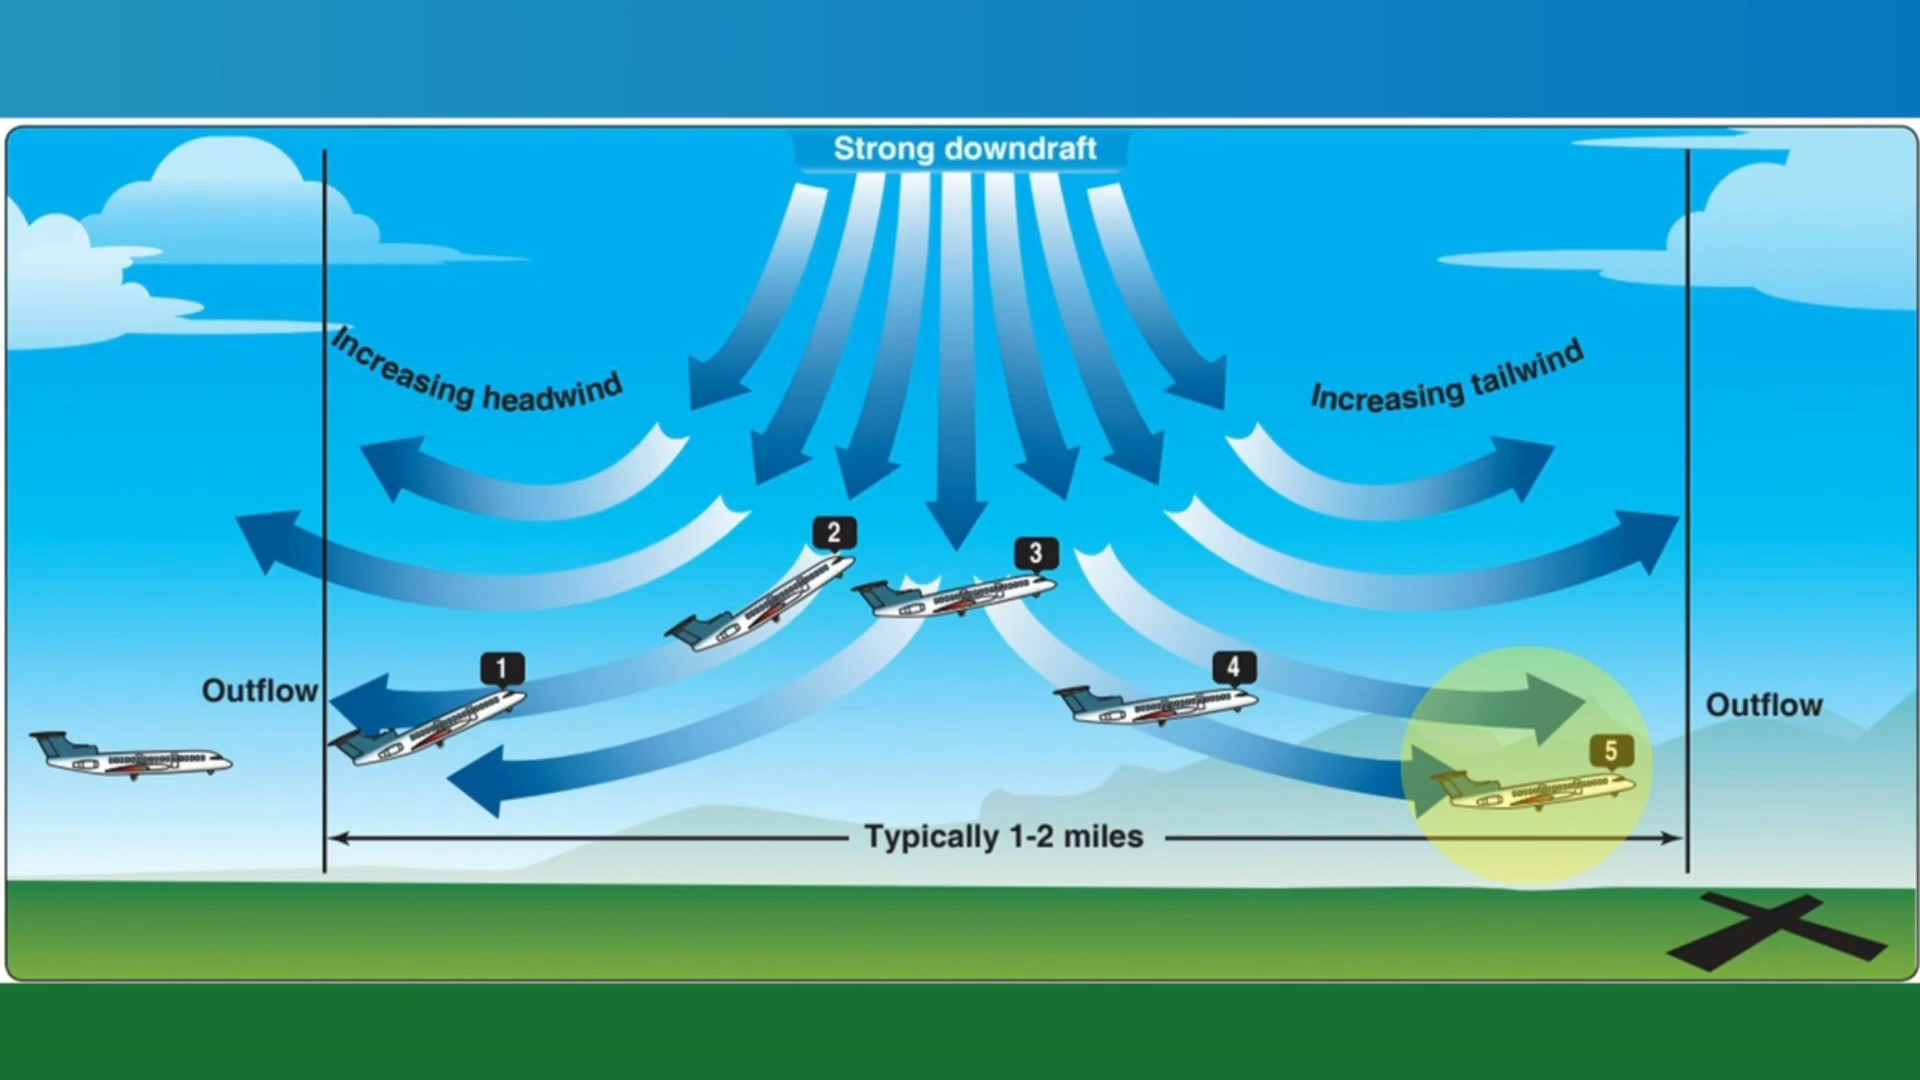 Strong downdraft
Increasing headwind
Increasing tailwind
2
3
1
4
Outflow
Outflow
5
Typically 1-2 miles